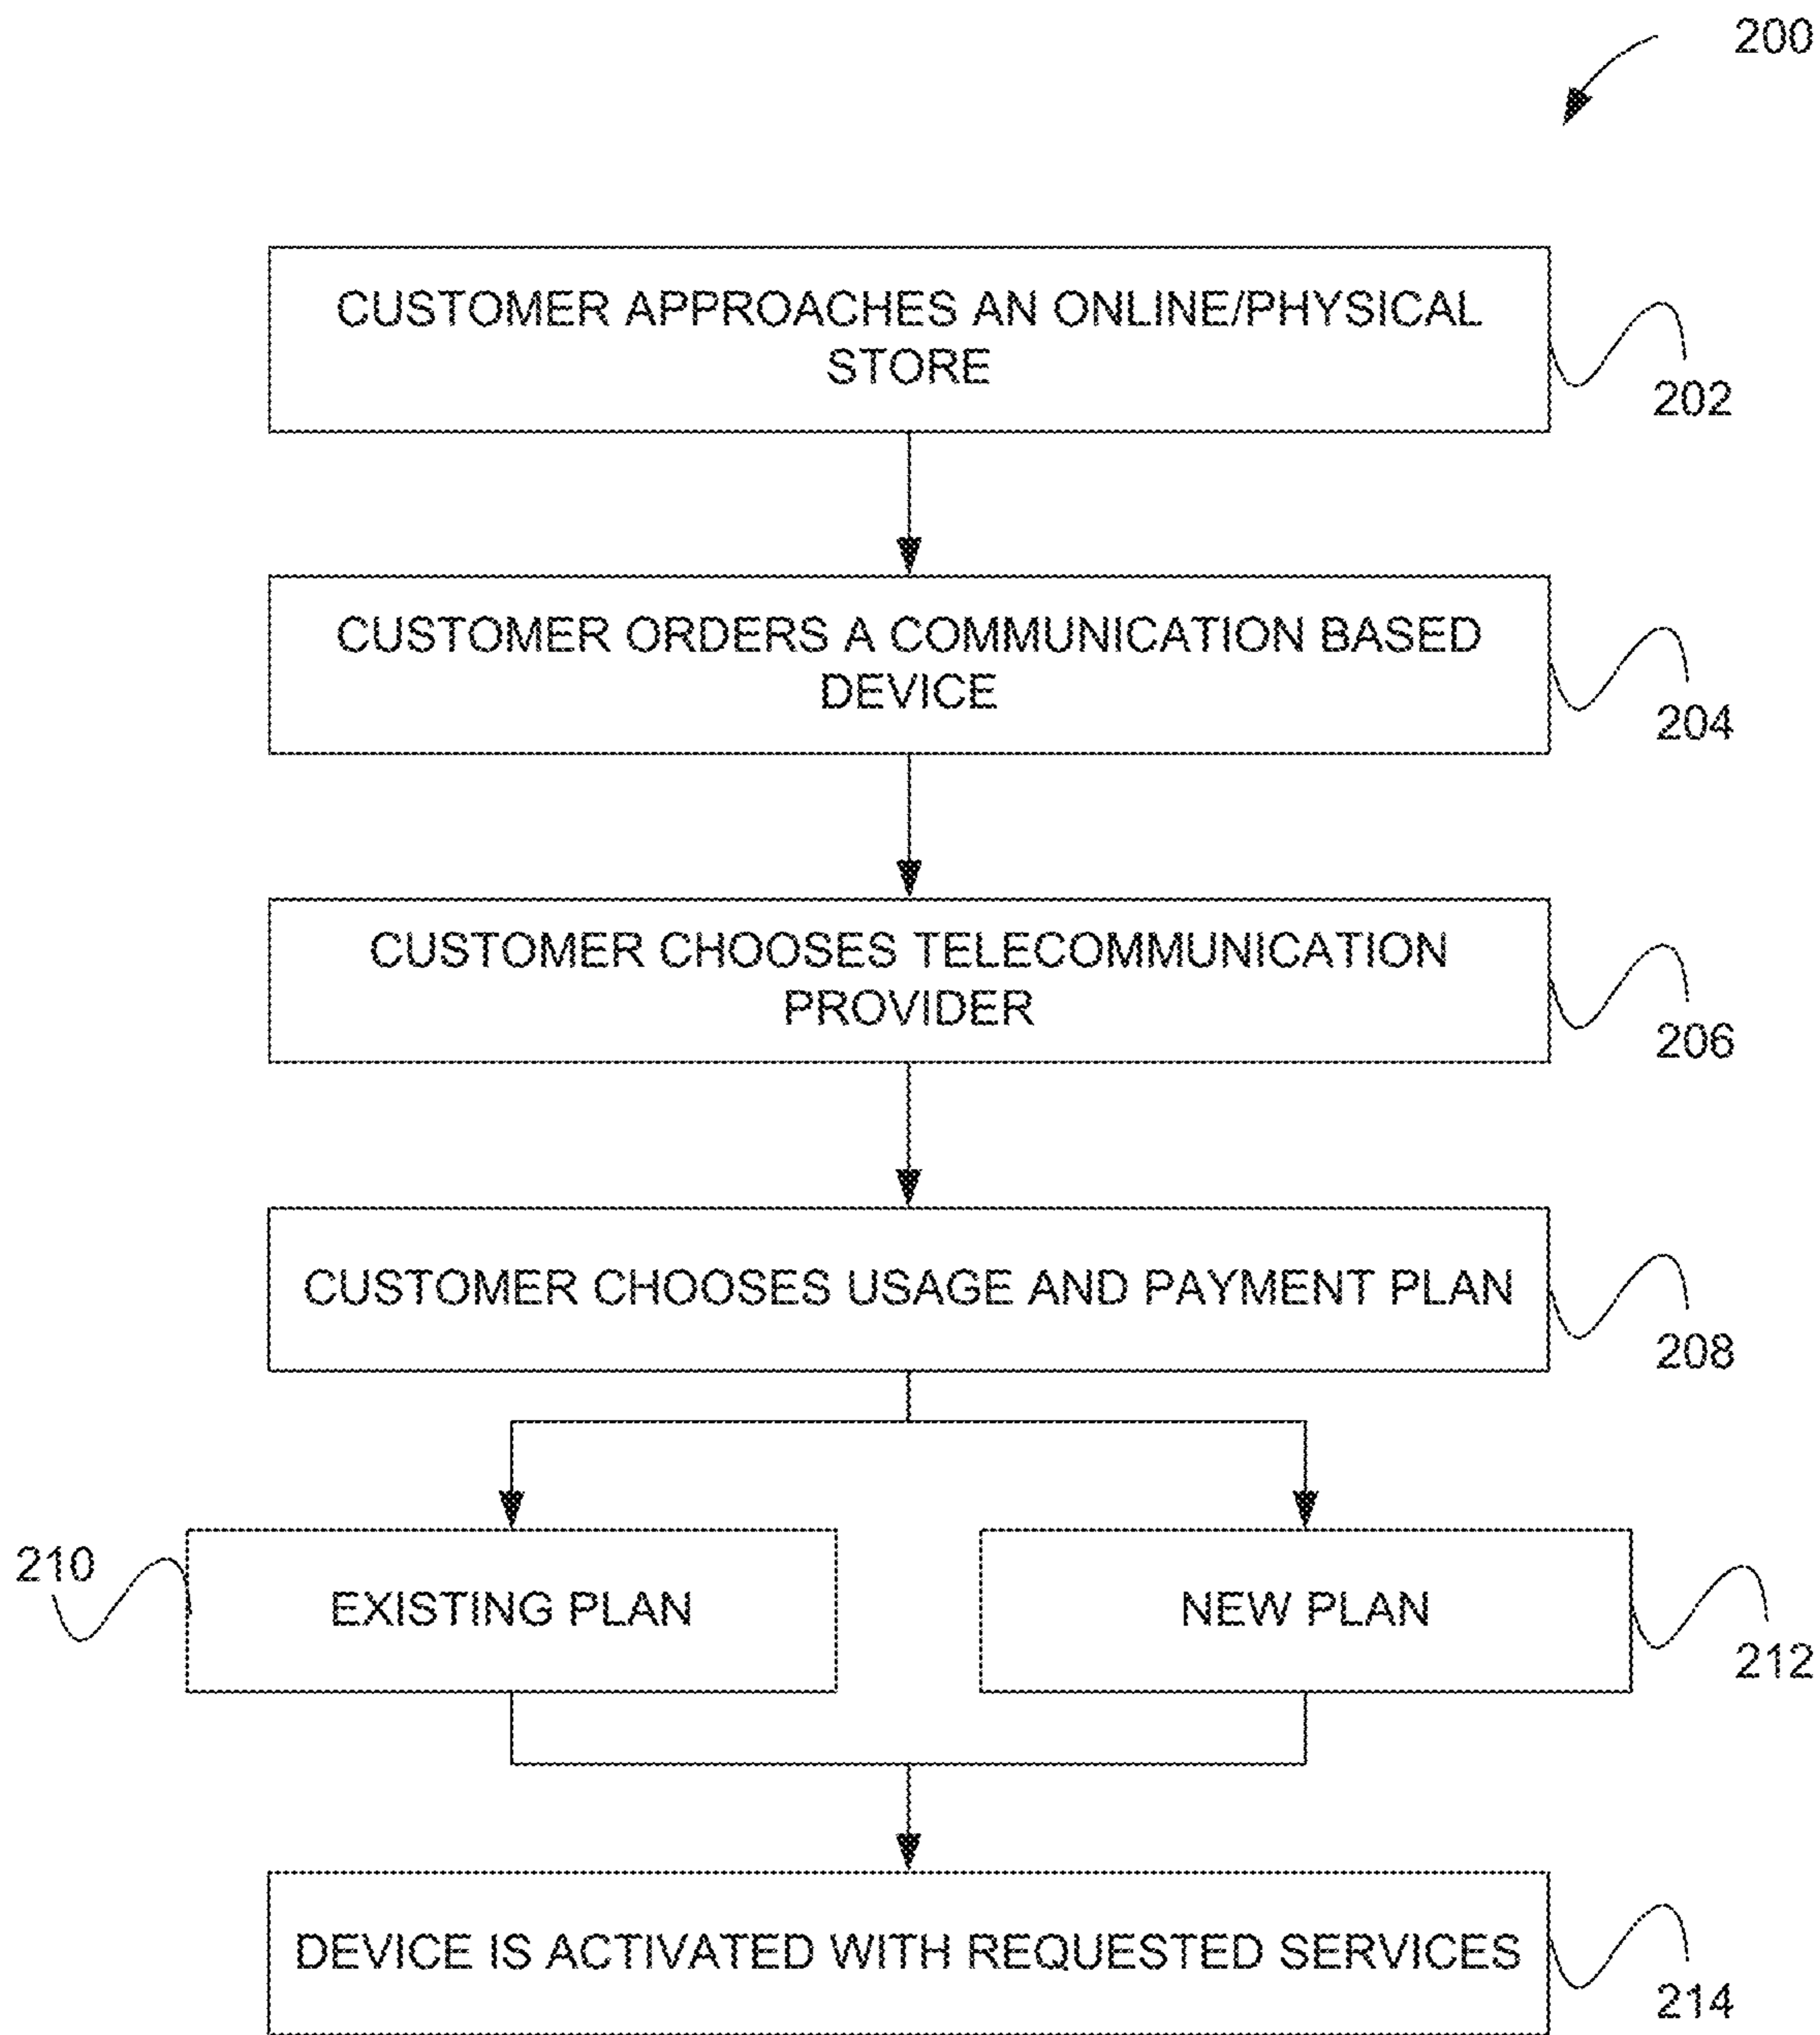 200
CUSTOMER APPROACHES AN ONLINE/PHYSICAL
STORE
202
CUSTOMER ORDERS A COMMUNICATION BASED
DEVICE
204
CUSTOMER CHOOSES TELECOMMUNICATION
PROVIDER
206
CUSTOMER CHOOSES USAGE AND PAYMENT PLAN
208
210
EXISTING PLAN
NEW PLAN
212
DEVICE IS ACTIVATED WITH REQUESTED SERVICES
214